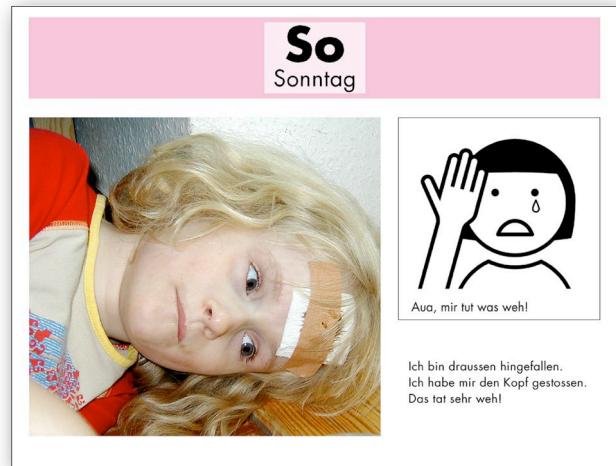 So
Sonntag
Aua, mir tut was weh!
Ich bin draussen hingefallen.
Ich habe mir den Kopf gestossen.
Das tat sehr weh!